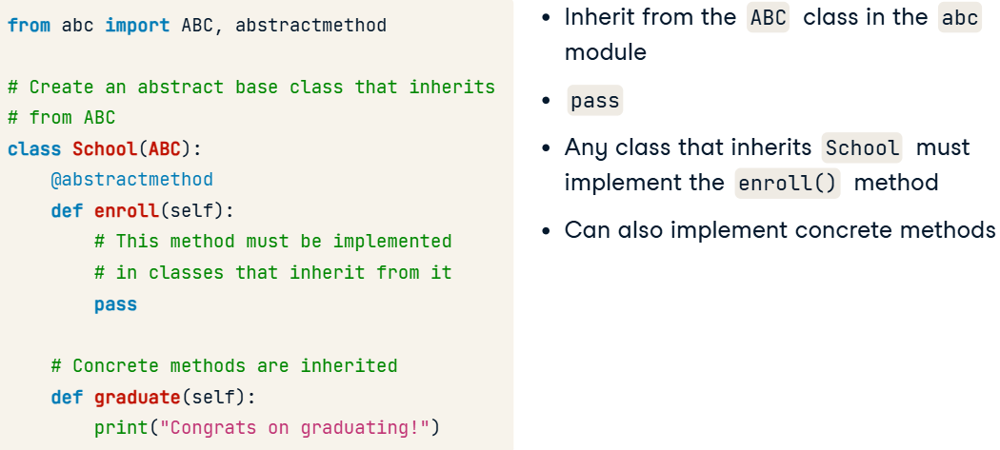 from abc import ABC, abstractmethod
# Create an abstract base class that inherits
# from ABC
class School(ABC):
    @abstractmethod
    def enroll(self):
        # This method must be implemented
        # in classes that inherit from it
        pass
    # Concrete methods are inherited
    def graduate(self):
        print("Congrats on graduating!")
• Inherit from the ABC class in the abc
module
• pass
• Any class that inherits School must
implement the enroll() method
• Can also implement concrete methods